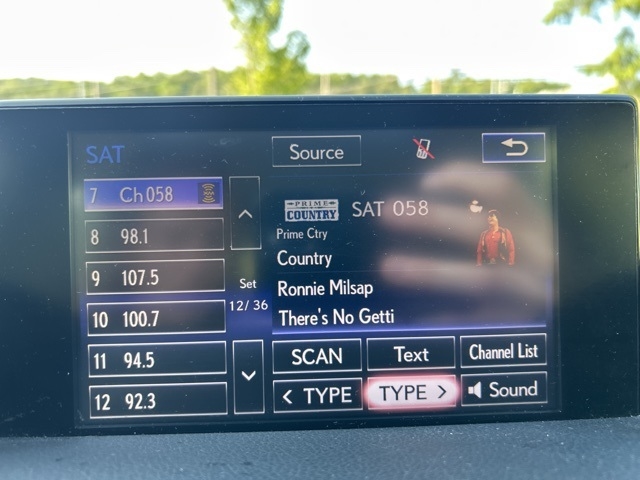 SAT
Source
7 Ch 058
8 98.1
9 107.5
10 100.7
11 94.5
12 92.3
Set
12/36
PRIME
COUNTRY
SAT 058
Prime Ctry
Country
Ronnie Milsap
There's No Getti
SCAN
Text
Channel List
< TYPE
TYPE >
Sound